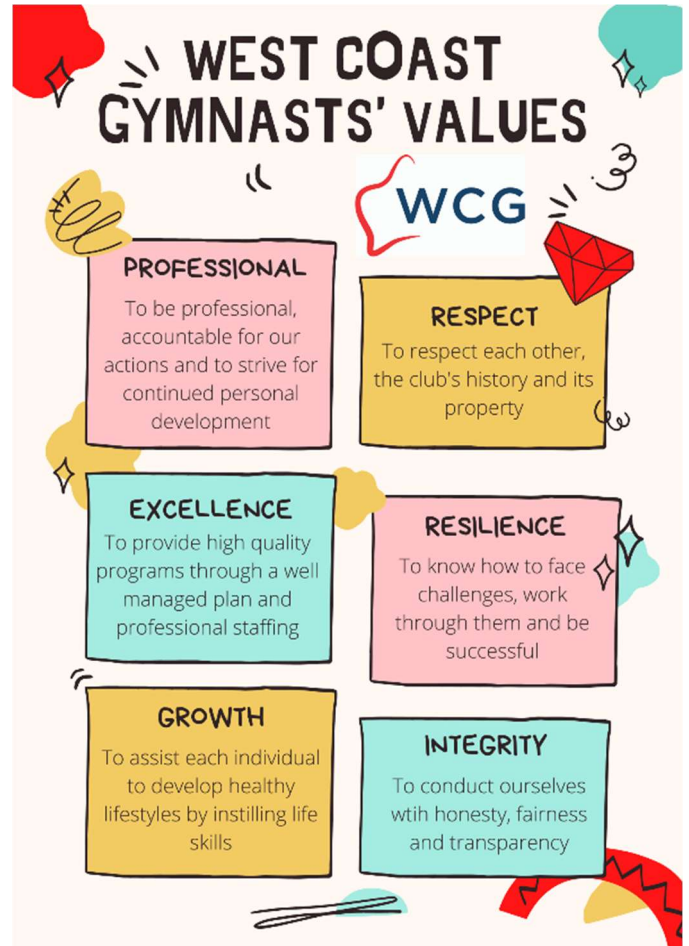 WEST COAST
GYMNASTS' VALUES
WCG
PROFESSIONAL
To be professional,
accountable for our
actions and to strive for
continued personal
development
RESPECT
To respect each other,
the club's history and its
property
EXCELLENCE
To provide high quality
programs through a well
managed plan and
professional staffing
RESILIENCE
To know how to face
challenges, work
through them and be
successful
GROWTH
To assist each individual
to develop healthy
lifestyles by instilling life
skills
INTEGRITY
To conduct ourselves
wtih honesty, fairness
and transparency